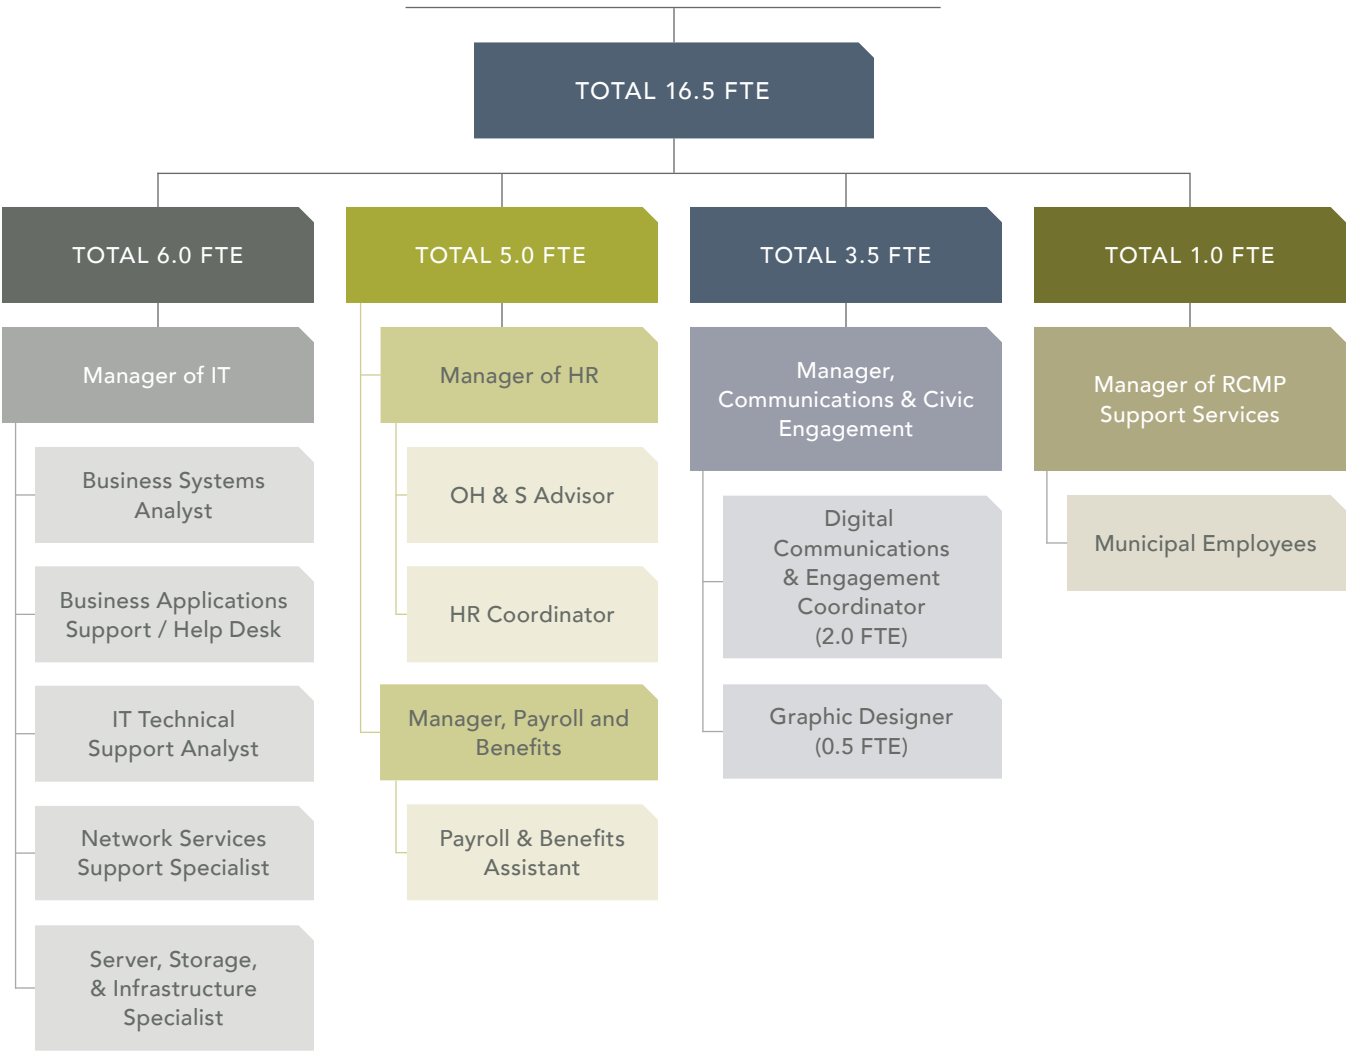 TOTAL 16.5 FTE
TOTAL 6.0 FTE
Manager of IT
Business Systems
Analyst
Business Applications
Support / Help Desk
IT Technical
Support Analyst
Network Services
Support Specialist
Server, Storage,
& Infrastructure
Specialist
TOTAL 5.0 FTE
Manager of HR
OH & S Advisor
HR Coordinator
Manager, Payroll and
Benefits
Payroll & Benefits
Assistant
TOTAL 3.5 FTE
Manager,
Communications & Civic
Engagement
Digital
Communications
& Engagement
Coordinator
(2.0 FTE)
Graphic Designer
(0.5 FTE)
TOTAL 1.0 FTE
Manager of RCMP
Support Services
Municipal Employees